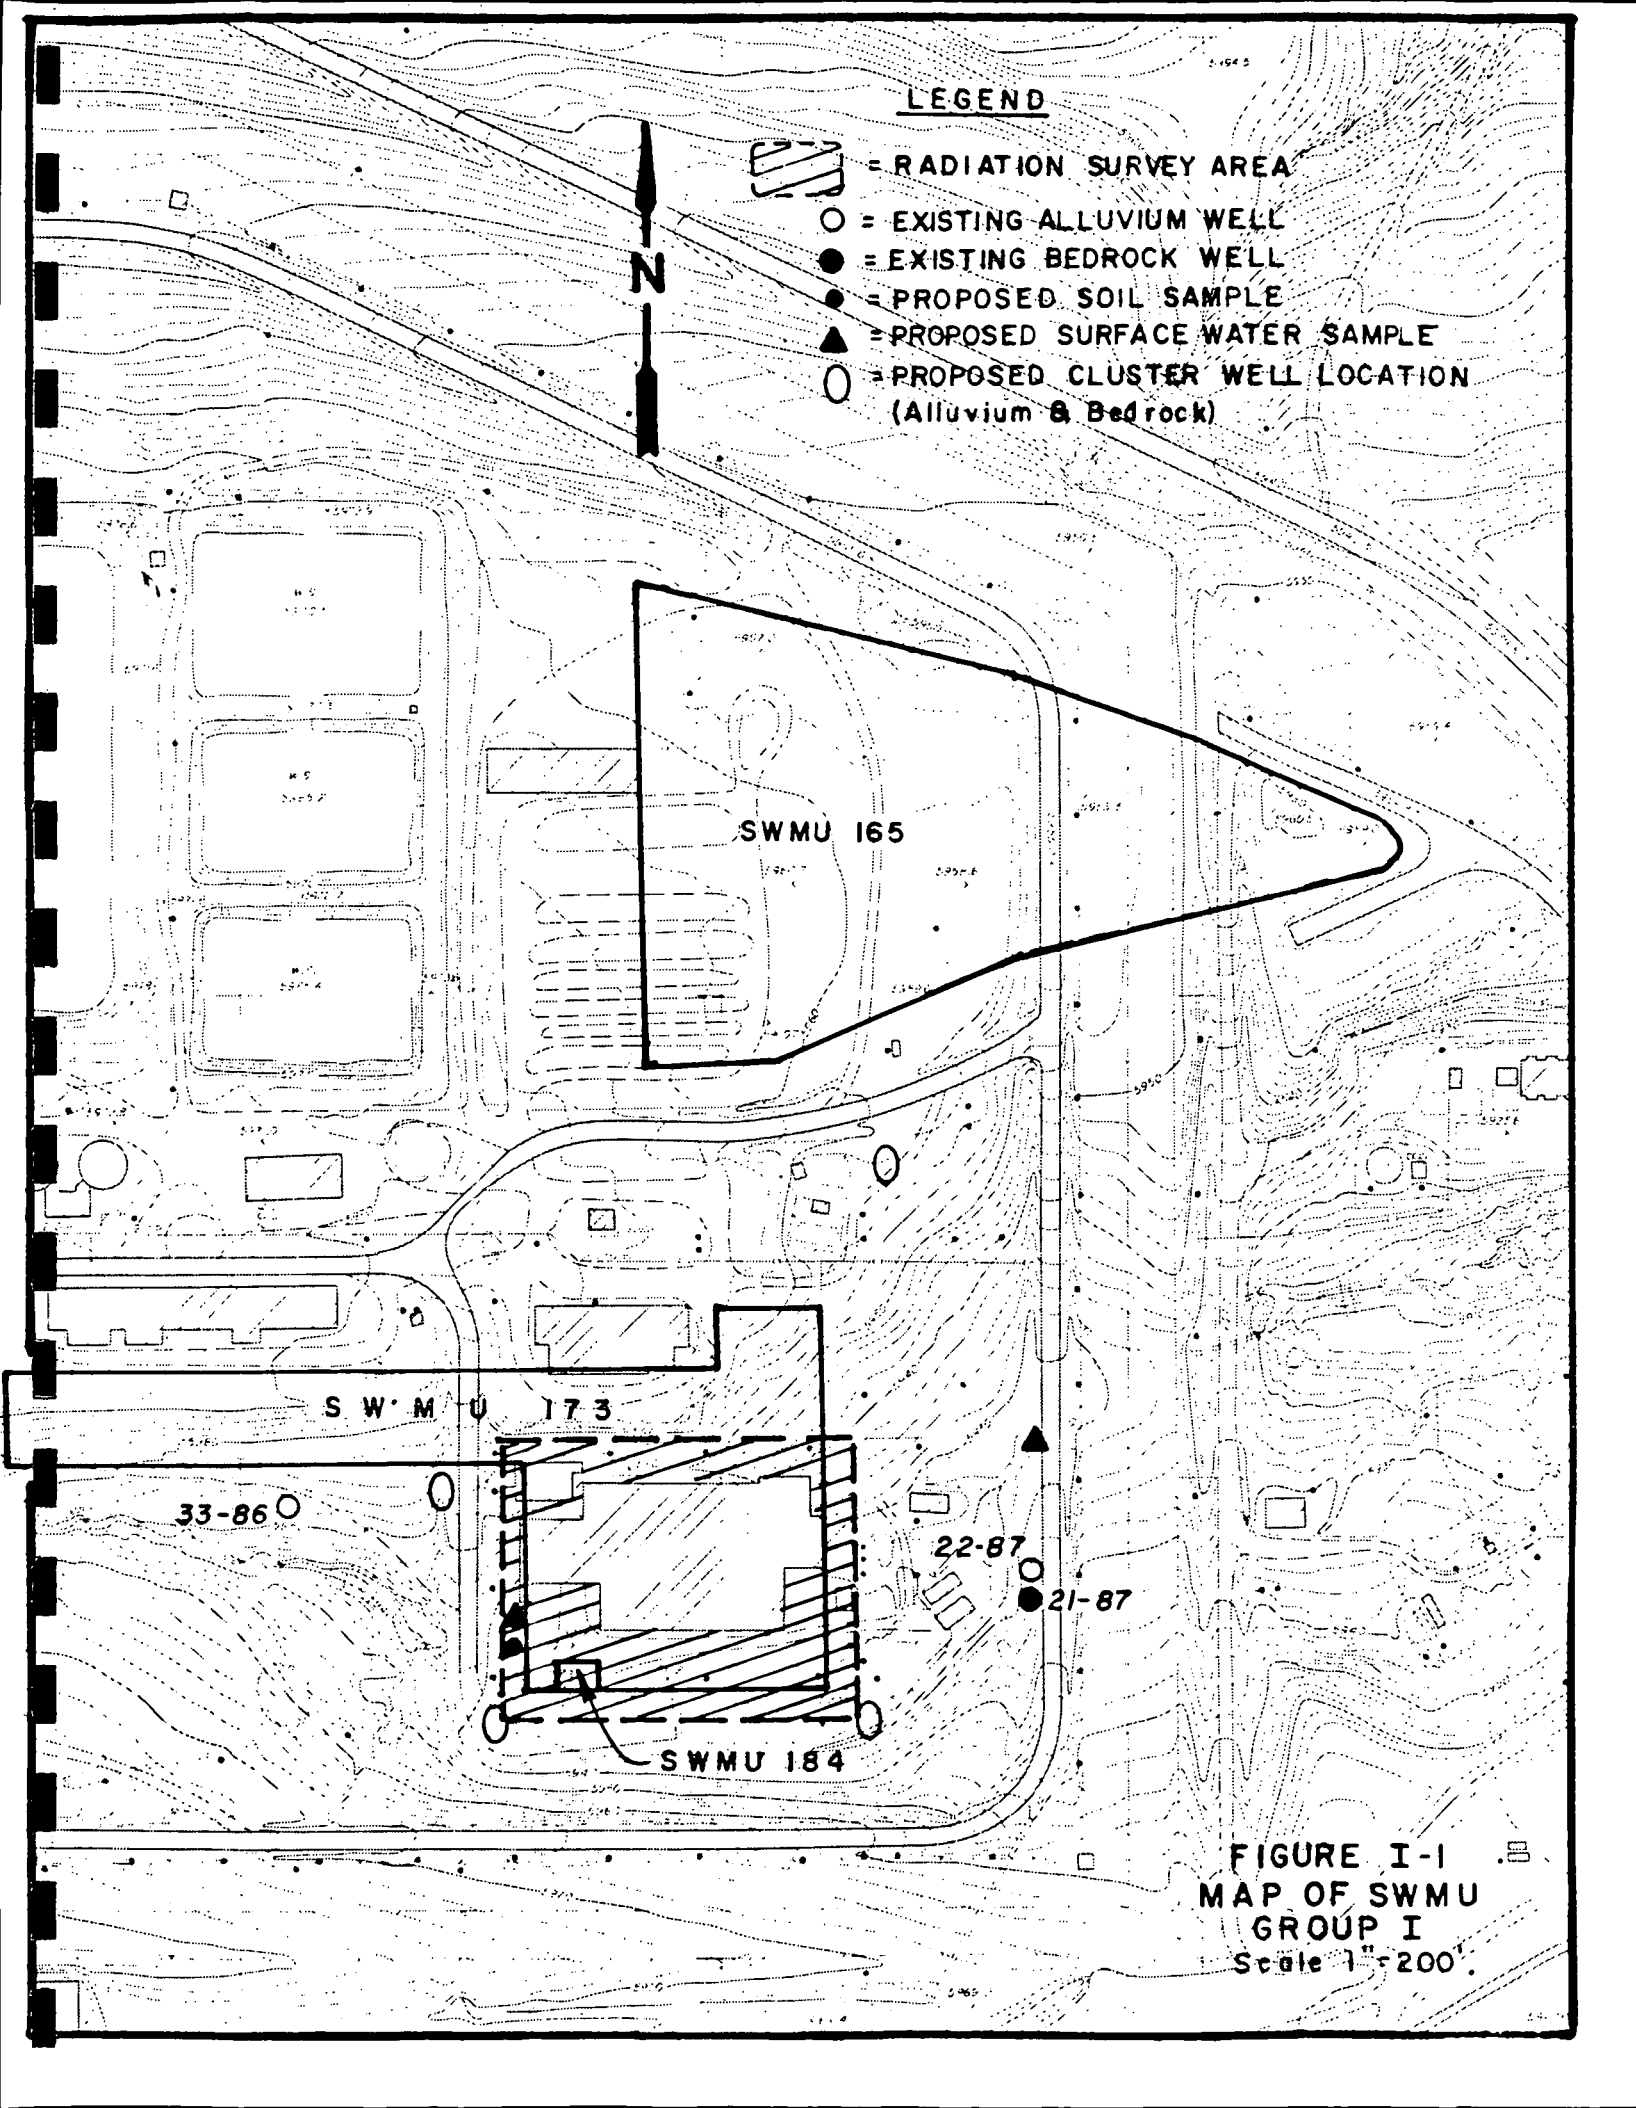 LEGEND
= RADIATION SURVEY AREA
= EXISTING ALLUVIUM WELL
= EXISTING BEDROCK WELL
= PROPOSED SOIL SAMPLE
= PROPOSED SURFACE WATER SAMPLE
= PROPOSED CLUSTER WELL LOCATION
(Alluvium & Bedrock)
N
SWMU 165
5950
SWMU 173
33-86
22-87
21-87
SWMU 184
FIGURE I-1
MAP OF SWMU
GROUP I
Scale 1"=200'